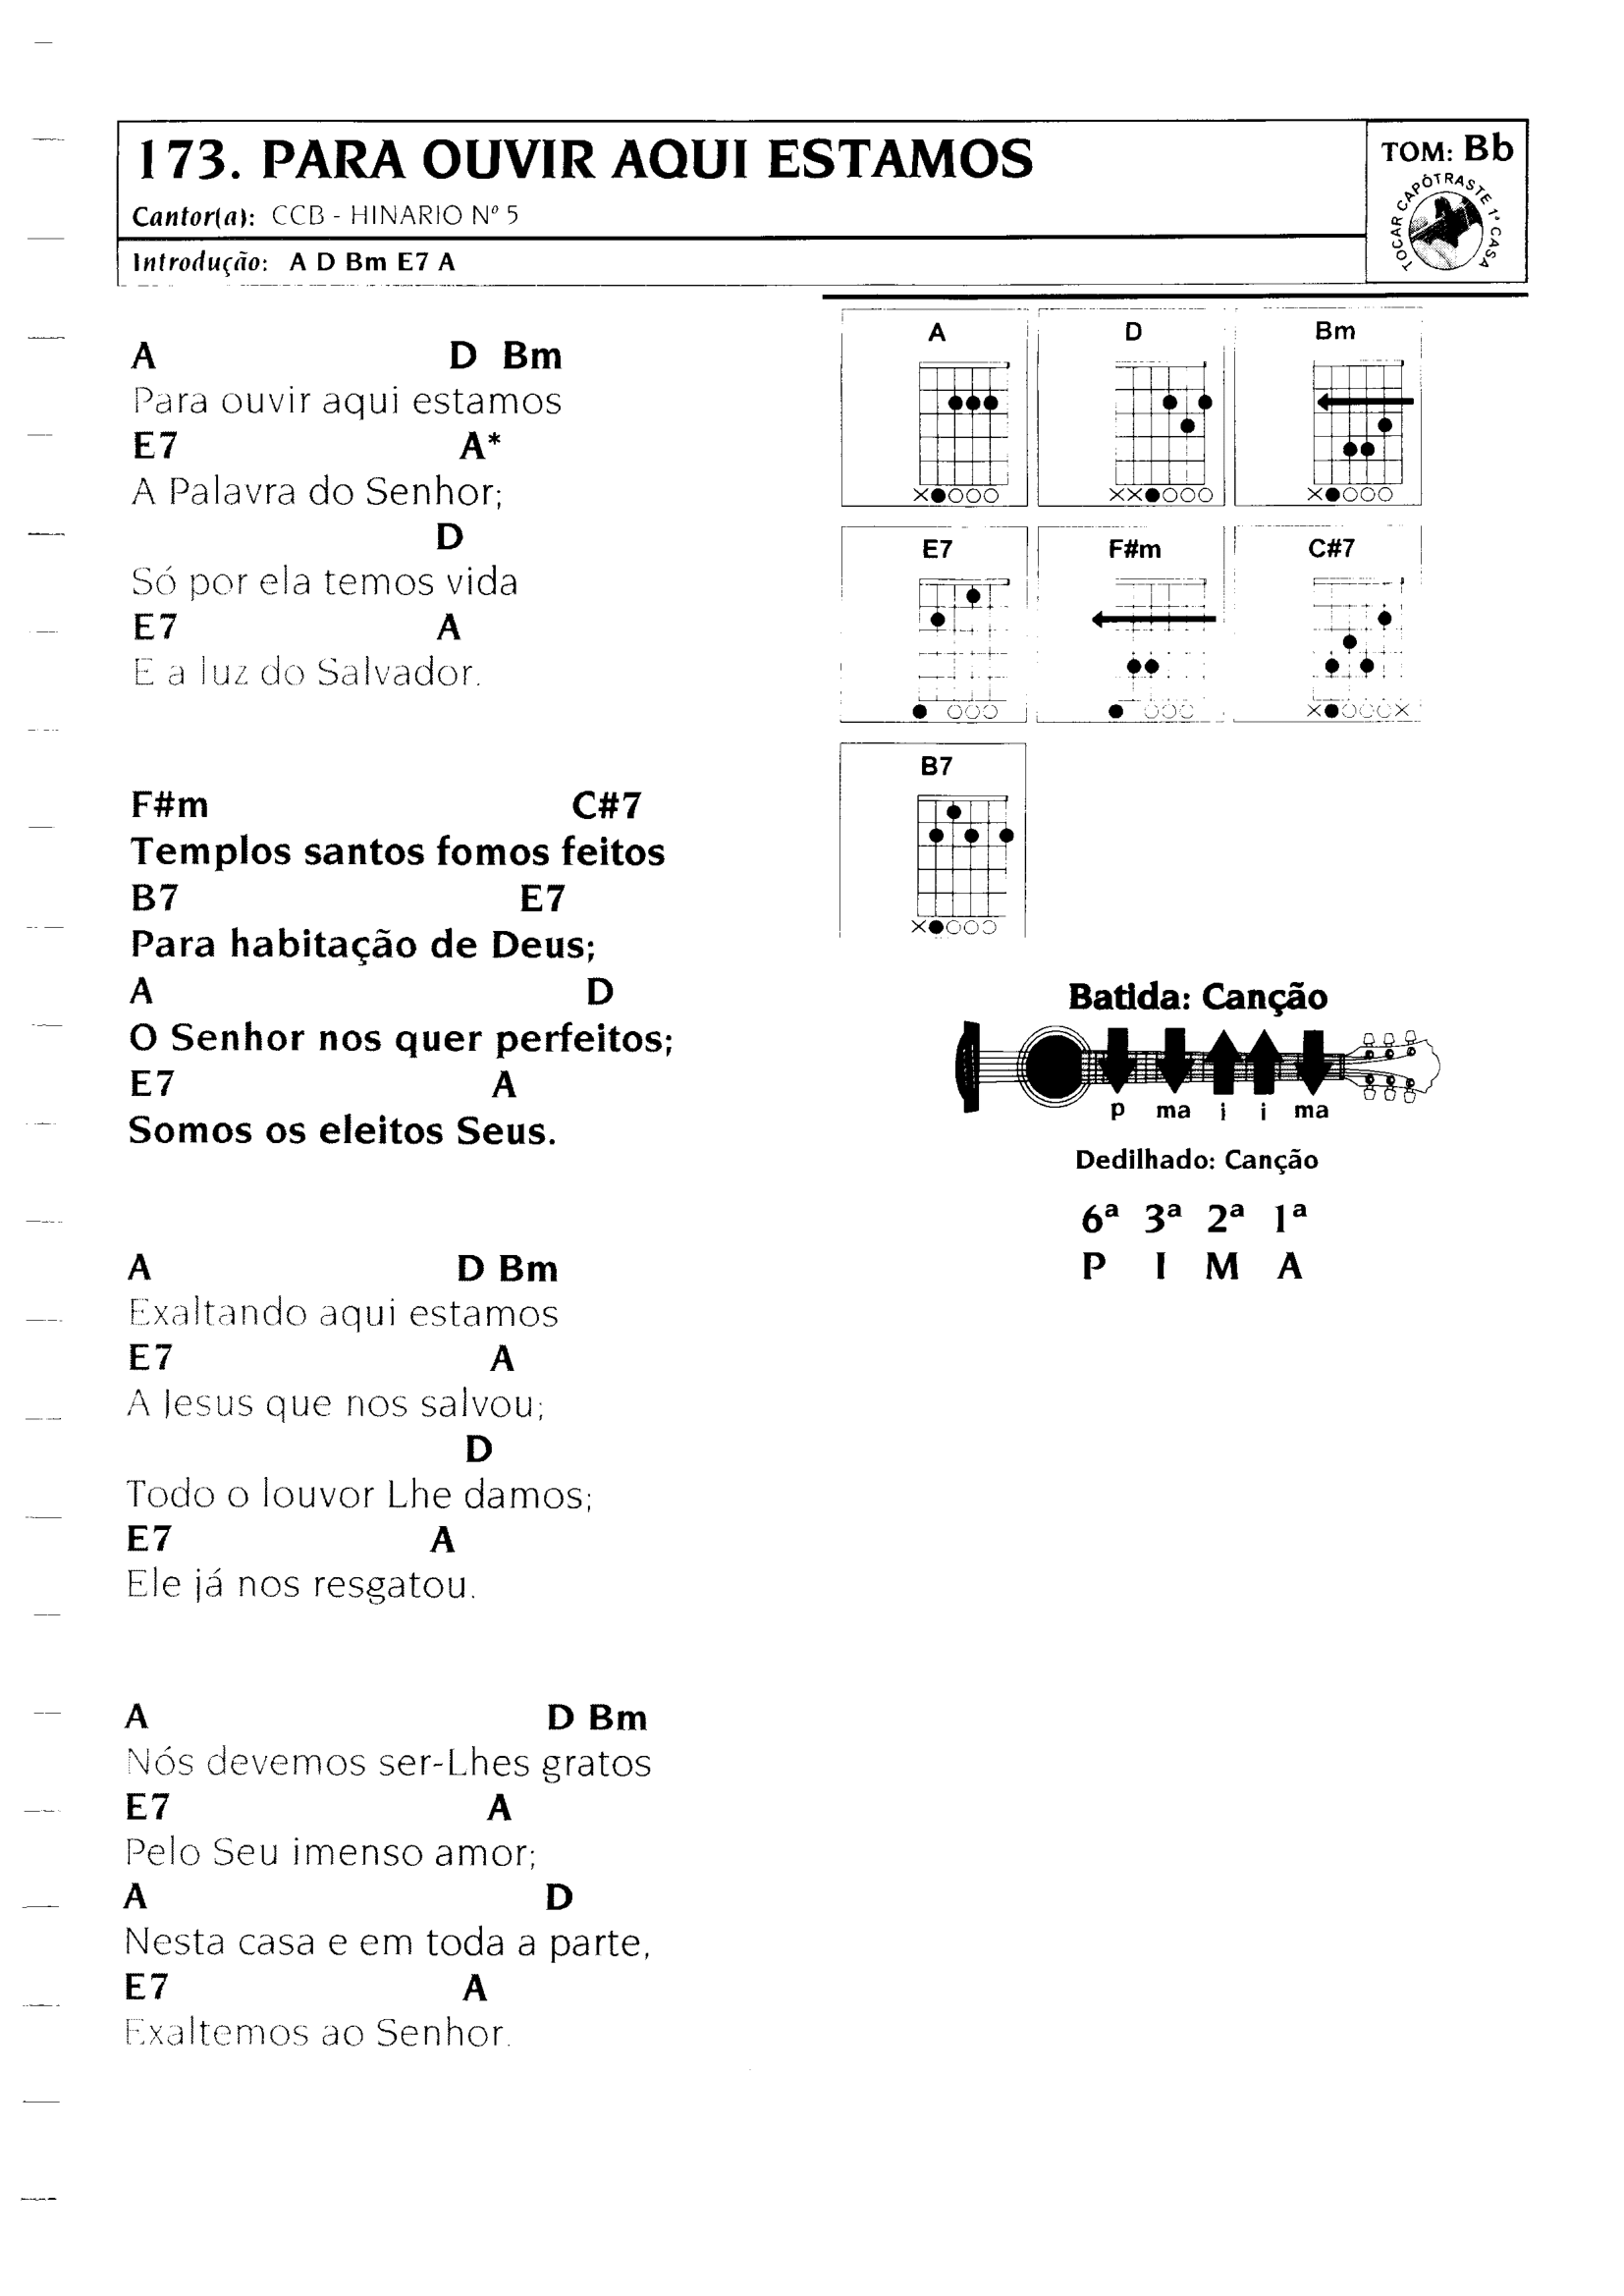 173. PARA OUVIR AQUI ESTAMOS
Cantor(a): CCB - HINARIO Nº 5
Introdução: A D Bm E7 A
TOM: Bb
TOCAR CAPÓTRASTE 1ª CASA
A D Bm
Para ouvir aqui estamos
E7 A*
A Palavra do Senhor;
D
Só por ela temos vida
E7 A
E a luz do Salvador.
F#m C#7
Templos santos fomos feitos
B7 E7
Para habitação de Deus;
A D
O Senhor nos quer perfeitos;
E7 A
Somos os eleitos Seus.
A D Bm
Exaltando aqui estamos
E7 A
A Jesus que nos salvou;
D
Todo o louvor Lhe damos;
E7 A
Ele já nos resgatou.
A D Bm
Nós devemos ser-Lhes gratos
E7 A
Pelo Seu imenso amor;
A D
Nesta casa e em toda a parte,
E7 A
Exaltemos ao Senhor.
A D Bm
E7 F#m C#7
B7
Batida: Canção
p ma i i ma
Dedilhado: Canção
6ª 3ª 2ª 1ª
P I M A